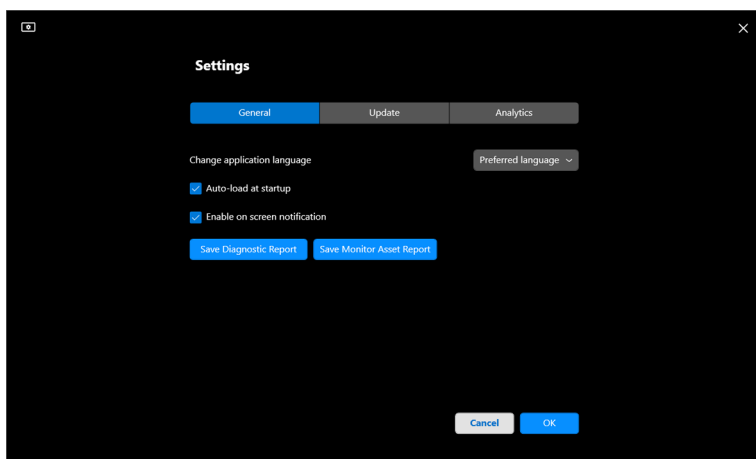 Settings
General Update Analytics
Change application language Preferred language
Auto-load at startup
Enable on screen notification
Save Diagnostic Report Save Monitor Asset Report
Cancel OK